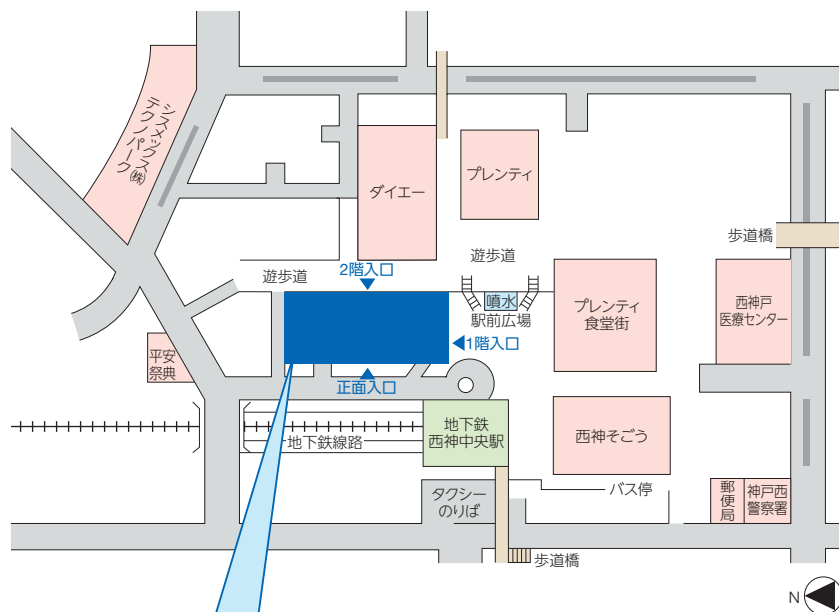 シスメックス㈱
テクノパーク
ダイエー
プレンティ
歩道橋
遊歩道
遊歩道
2階入口
噴水
駅前広場
プレンティ
食堂街
西神戸
医療センター
1階入口
平安
祭典
正面入口
地下鉄
西神中央駅
西神そごう
地下鉄線路
タクシー
のりば
バス停
郵便局
神戸西
警察署
歩道橋
N